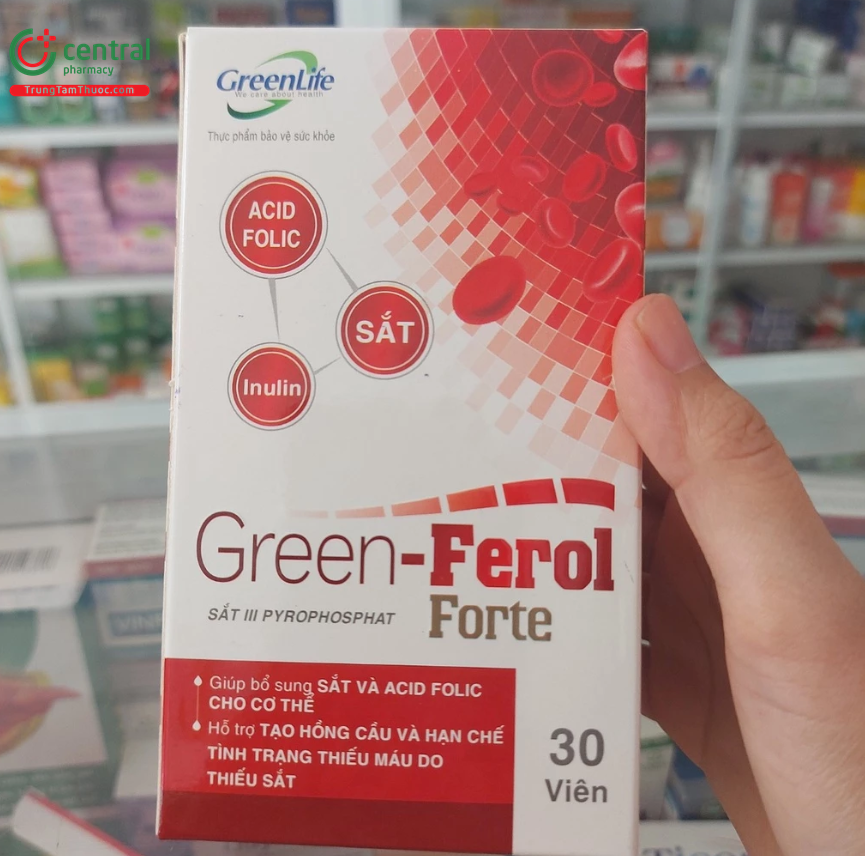 central
pharmacy
TrungTamThuoc.com
GreenLife
We care about health
Thực phẩm bảo vệ sức khỏe
ACID
FOLIC
SẮT
Inulin
Green-Ferol
SẮT III PYROPHOSPHAT
Forte
Giúp bổ sung SẮT VÀ ACID FOLIC
CHO CƠ THỂ
Hỗ trợ TẠO HỒNG CẦU VÀ HẠN CHẾ
TÌNH TRẠNG THIẾU MÁU DO
THIẾU SẮT
30
Viên